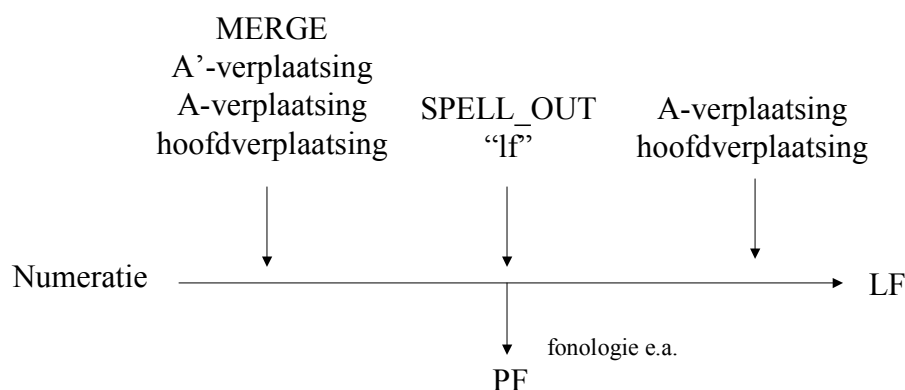 MERGE
A’-verplaatsing
A-verplaatsing
hoofdverplaatsing
SPELL_OUT
“lf”
A-verplaatsing
hoofdverplaatsing
Numeratie
LF
fonologie e.a.
PF